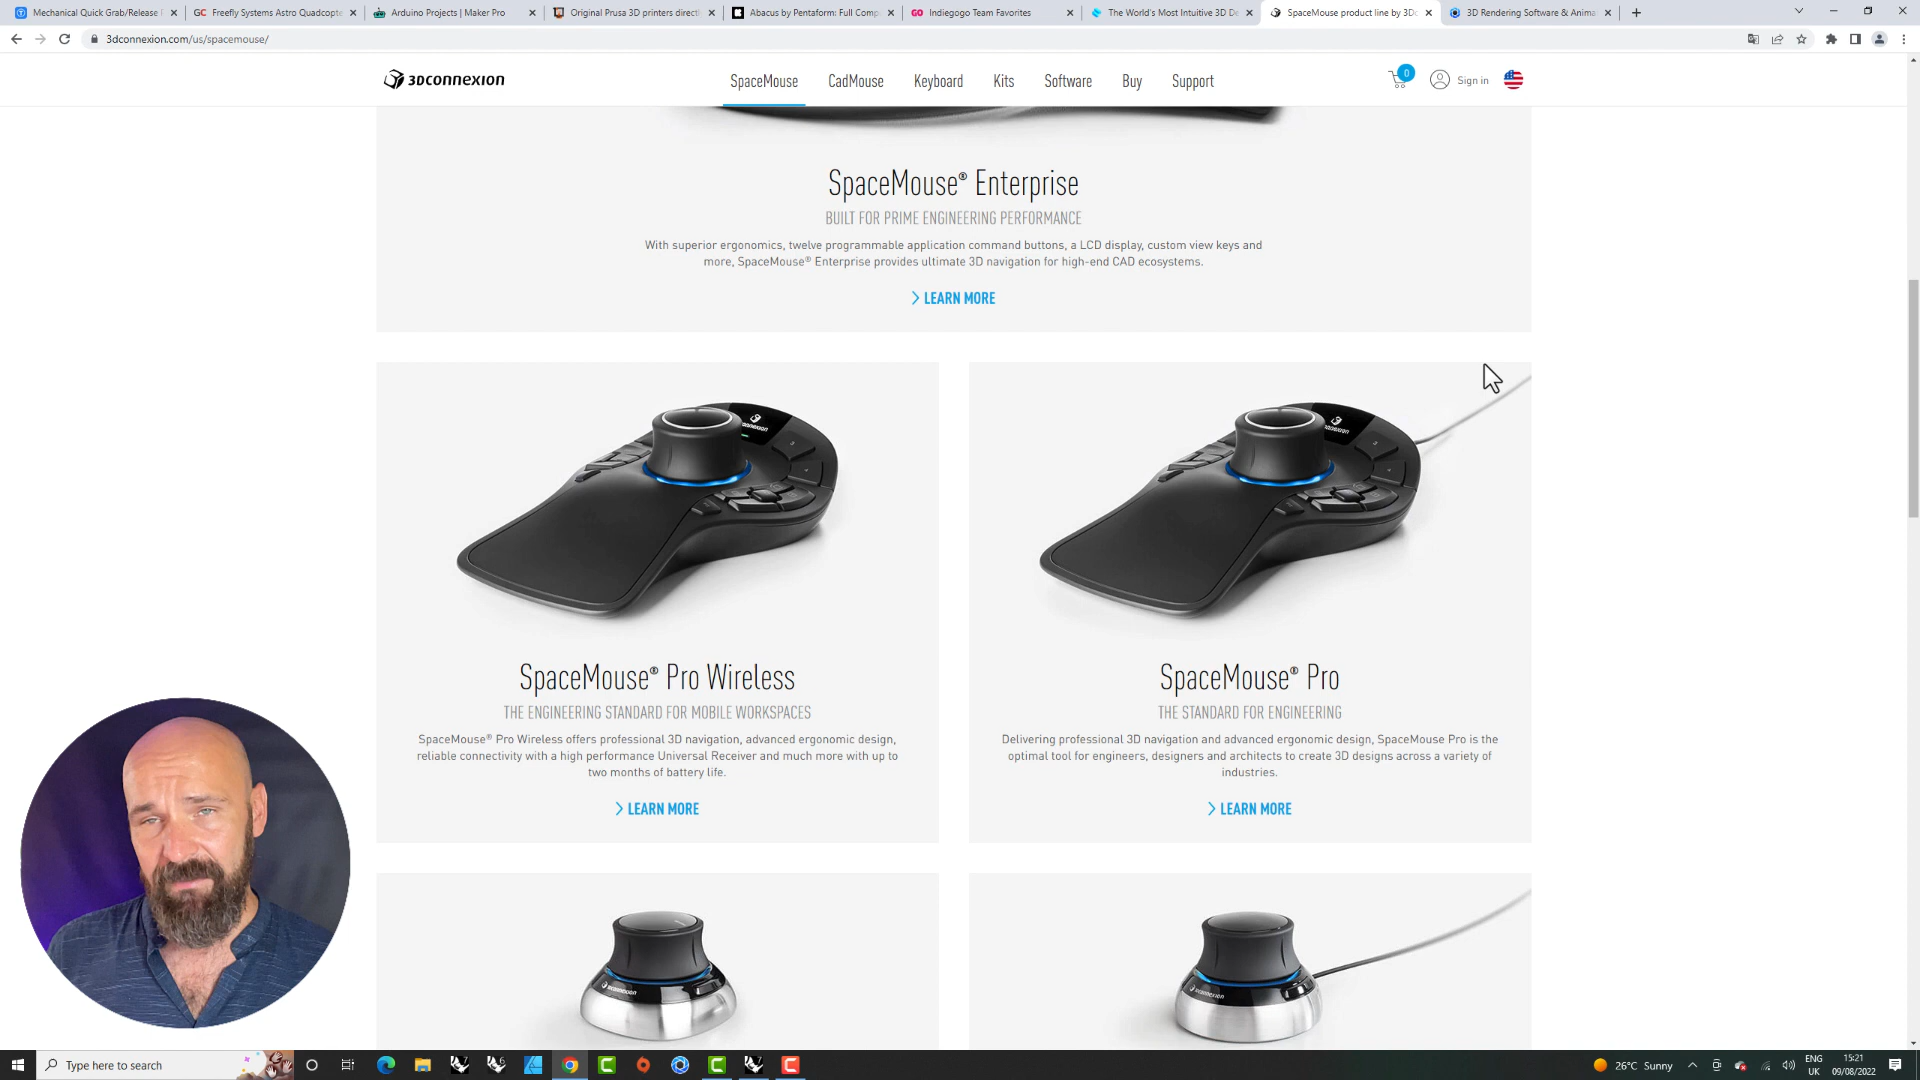 Mechanical Quick Grab/Release
Freefly Systems Astro Quadcopte
Arduino Projects | Maker Pro
Original Prusa 3D printers directl
Abacus by Pentaform: Full Comp
Indiegogo Team Favorites
The World's Most Intuitive 3D De
SpaceMouse product line by 3Dc
3D Rendering Software & Anima
3dconnexion.com/us/spacemouse/
3DCONNEXION
SpaceMouse
CadMouse
Keyboard
Kits
Software
Buy
Support
0
Sign in
SpaceMouse® Enterprise
BUILT FOR PRIME ENGINEERING PERFORMANCE
With superior ergonomics, twelve programmable application command buttons, a LCD display, custom view keys and
more, SpaceMouse® Enterprise provides ultimate 3D navigation for high-end CAD ecosystems.
> LEARN MORE
SpaceMouse® Pro Wireless
THE ENGINEERING STANDARD FOR MOBILE WORKSPACES
SpaceMouse® Pro Wireless offers professional 3D navigation, advanced ergonomic design,
reliable connectivity with a high performance Universal Receiver and much more with up to
two months of battery life.
> LEARN MORE
SpaceMouse® Pro
THE STANDARD FOR ENGINEERING
Delivering professional 3D navigation and advanced ergonomic design, SpaceMouse Pro is the
optimal tool for engineers, designers and architects to create 3D designs across a variety of
industries.
> LEARN MORE
3DCONNEXION
3DCONNEXION
Type here to search
26°C Sunny
ENG
UK
15:21
09/08/2022